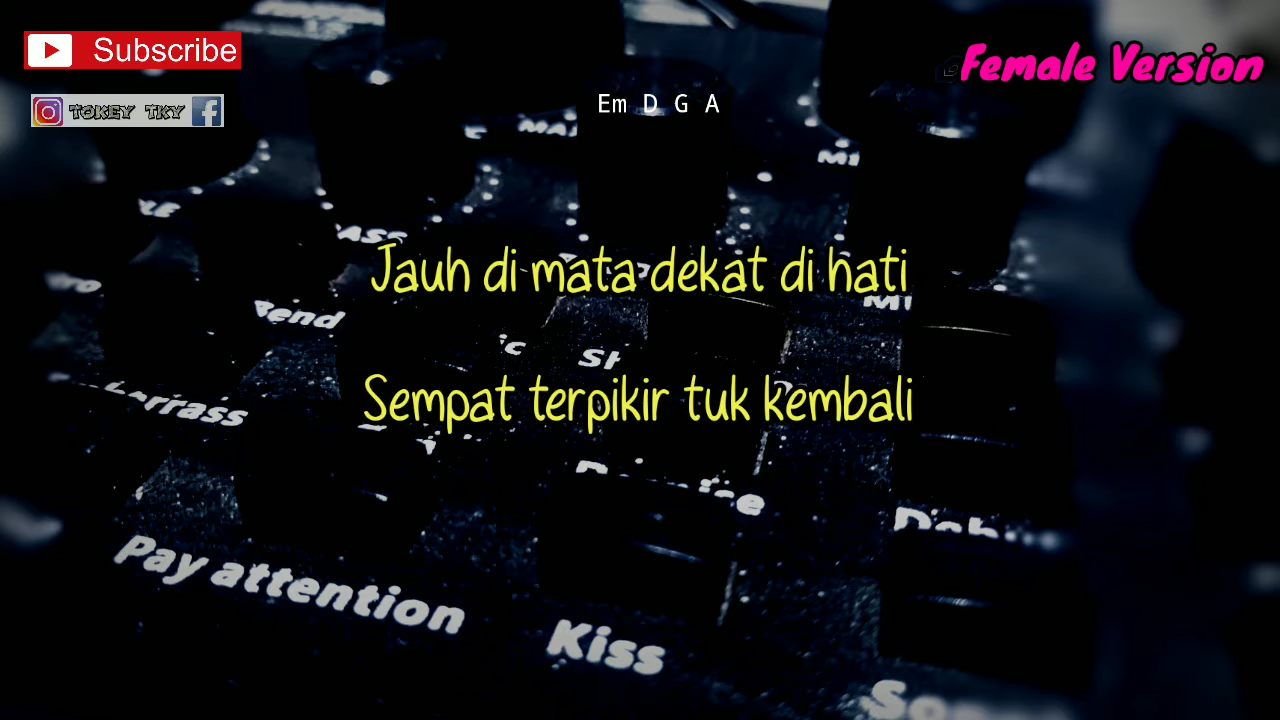 Subscribe
Female Version
TOKEY TKY
Em D G A
Jauh di mata dekat di hati
Bend
Sempat terpikir tuk kembali
Pay attention
Kiss